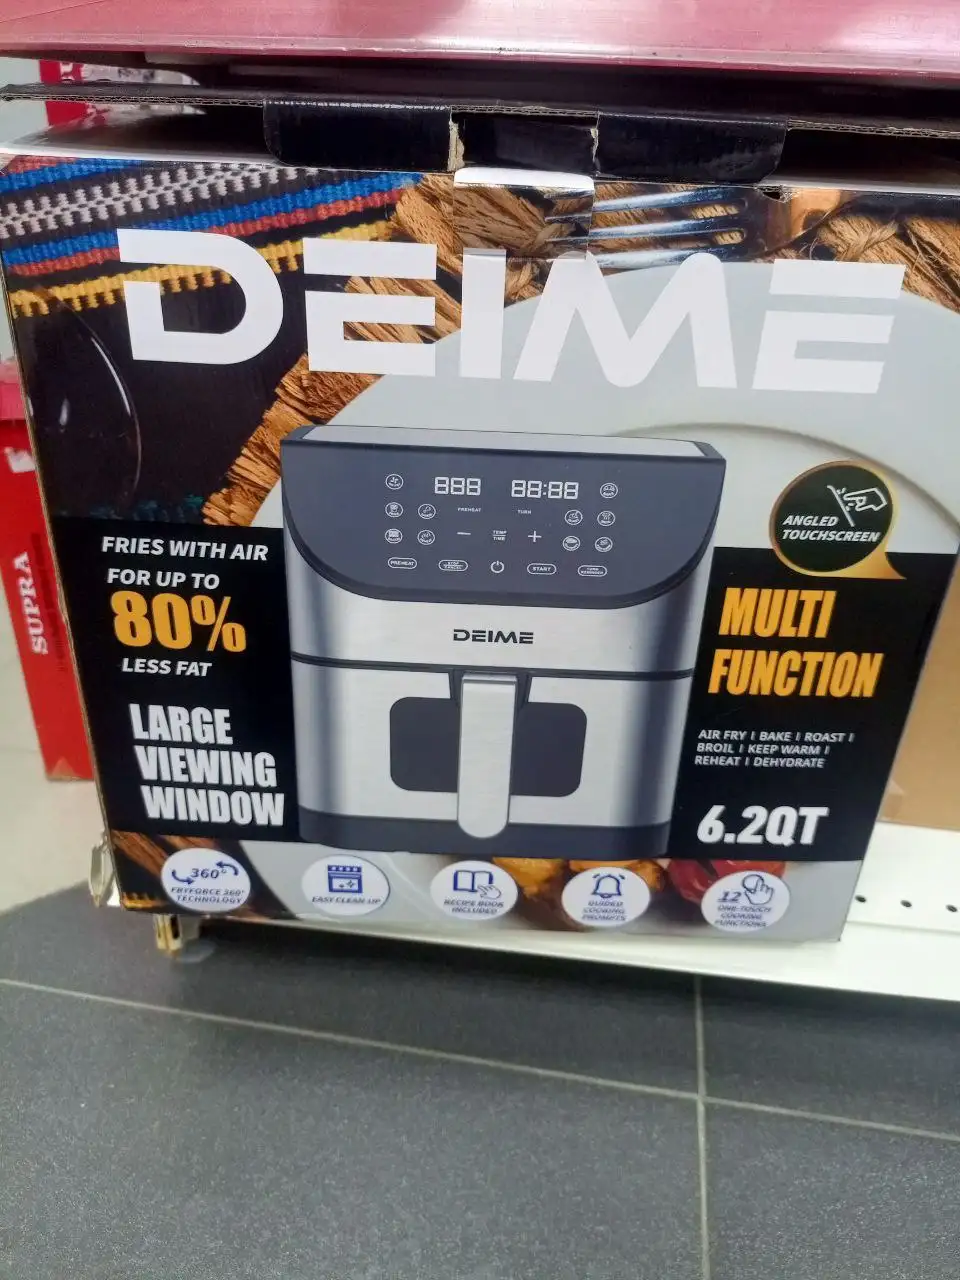 DEIME
FRIES WITH AIR
FOR UP TO
80%
LESS FAT
LARGE
VIEWING
WINDOW
888
88:88
PREHEAT
TURN
TEMP
TIME
PREHEAT
START
DEIME
ANGLED
TOUCHSCREEN
MULTI
FUNCTION
AIR FRY | BAKE | ROAST |
BROIL | KEEP WARM |
REHEAT | DEHYDRATE
6.2QT
360°
FRYFORCE 360°
TECHNOLOGY
EASY CLEAN UP
RECIPE BOOK
INCLUDED
GUIDED
COOKING
PROMPTS
12
ONE-TOUCH
COOKING
FUNCTIONS
SUPRA